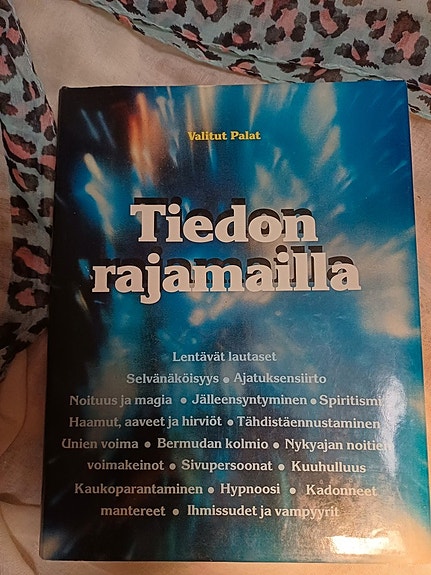 Valitut Palat
Tiedon
rajamailla
Lentävät lautaset
Selvänäköisyys • Ajatuksensiirto
Noituus ja magia • Jälleensyntyminen • Spiritismi
Haamut, aaveet ja hirviöt • Tähdistäennustaminen
Unien voima • Bermudan kolmio • Nykyajan noitien
voimakeinot • Sivupersoonat • Kuuhulluus
Kaukoparantaminen • Hypnoosi • Kadonneet
mantereet • Ihmissudet ja vampyyrit